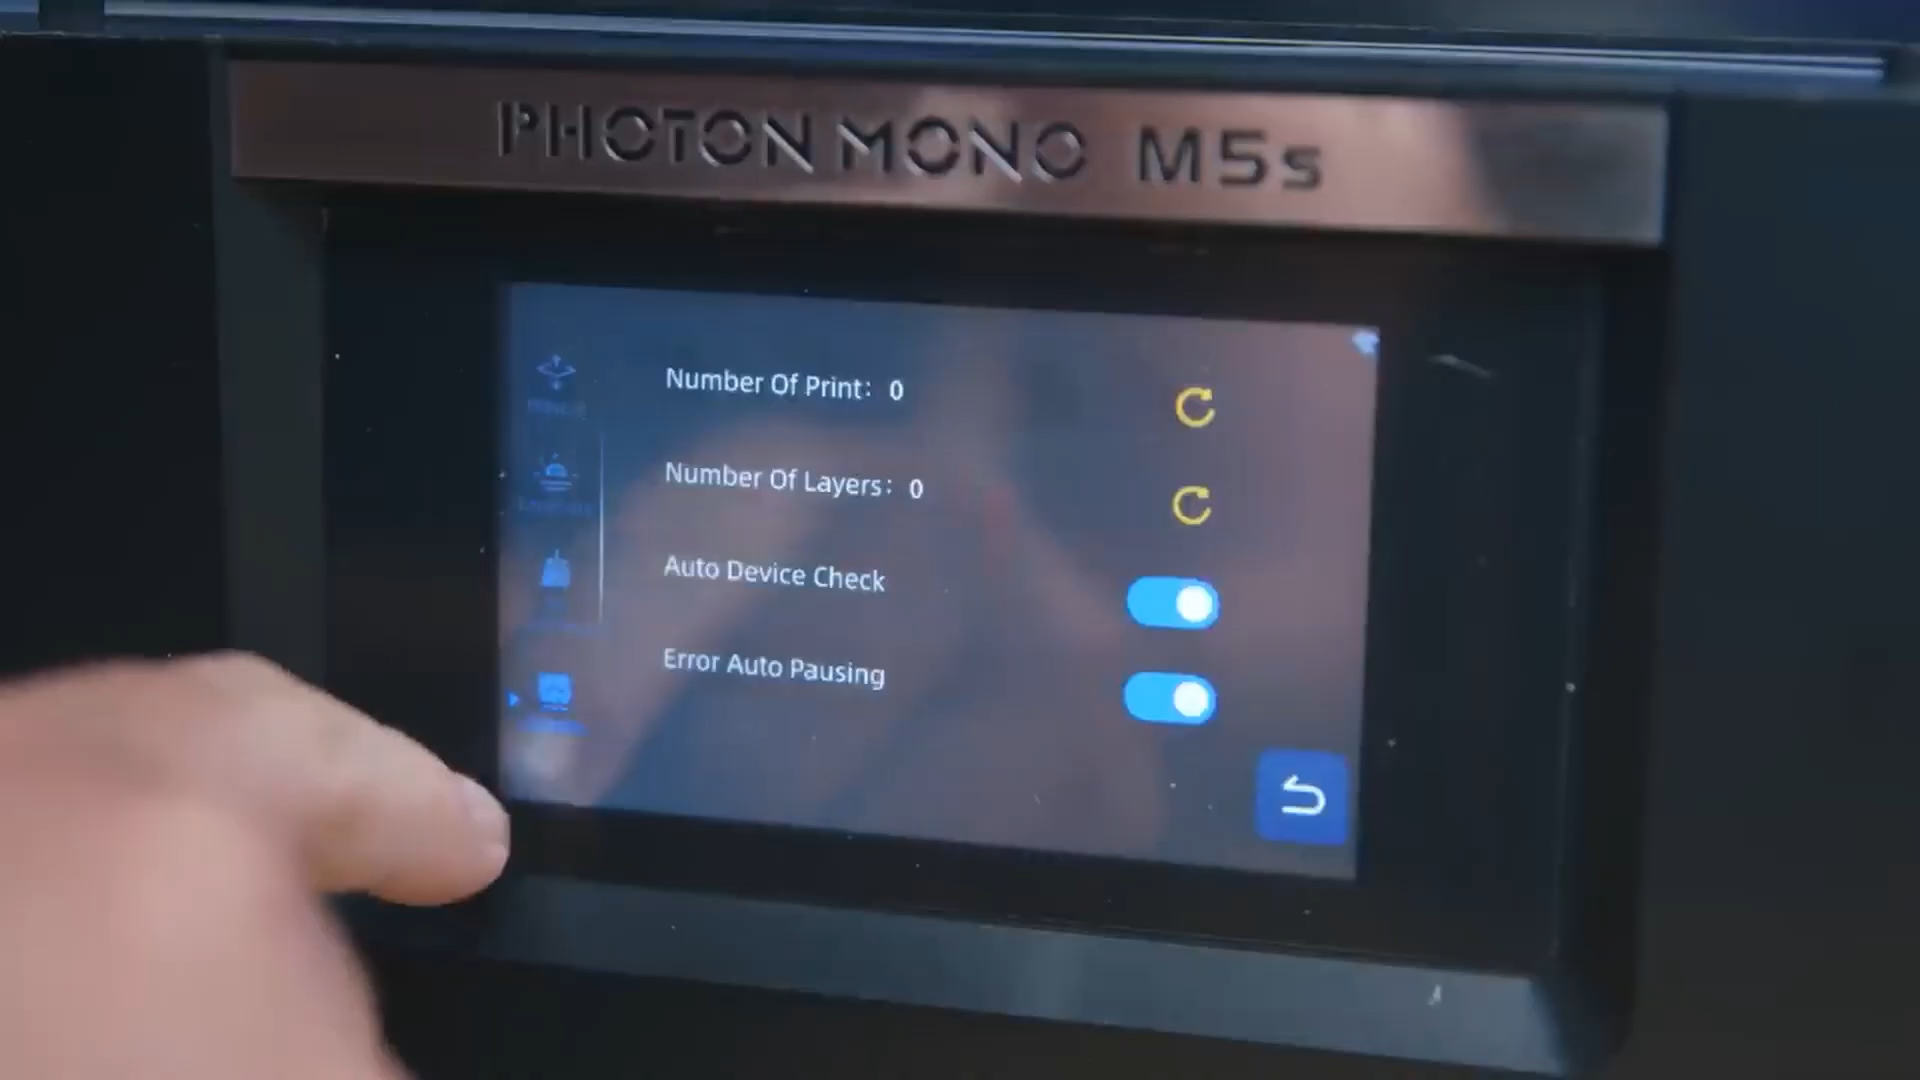 PHOTON MONO M5s
Number Of Print: 0
Number Of Layers: 0
Auto Device Check
Error Auto Pausing